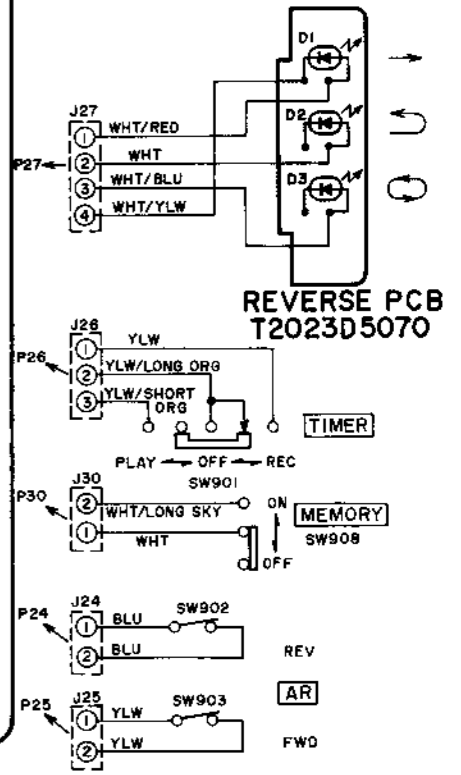 D1
J27
1 WHT/RED
D2
P27 2 WHT
3 WHT/BLU
D3
4 WHT/YLW
REVERSE PCB
T2023D5070
J26
1 YLW
P26
2 YLW/LONG ORG
3 YLW/SHORT
ORG
TIMER
PLAY OFF REC
SW901
J30
P30
2 WHT/LONG SKY
ON
MEMORY
1 WHT
SW908
OFF
J24
P24
1 BLU
SW902
2 BLU
REV
AR
J25
P25
1 YLW
SW903
2 YLW
FWD